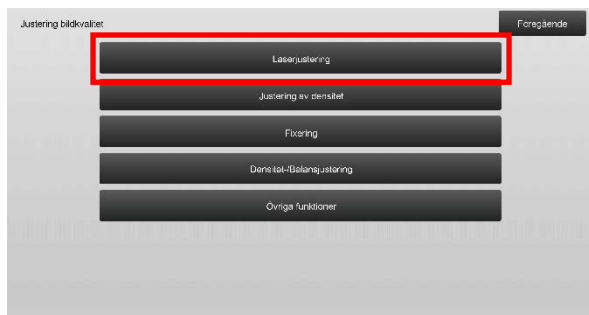 Justering bildkvalitet
Föregående
Laserjustering
Justering av densitet
Fixering
Densitet-/Balansjustering
Övriga funktioner